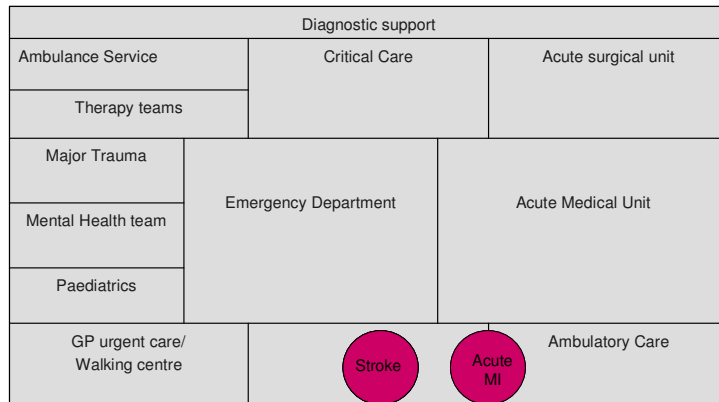 Diagnostic support
Ambulance Service
Critical Care
Acute surgical unit
Therapy teams
Major Trauma
Emergency Department
Acute Medical Unit
Mental Health team
Paediatrics
GP urgent care/
Walking centre
Stroke
Acute
MI
Ambulatory Care